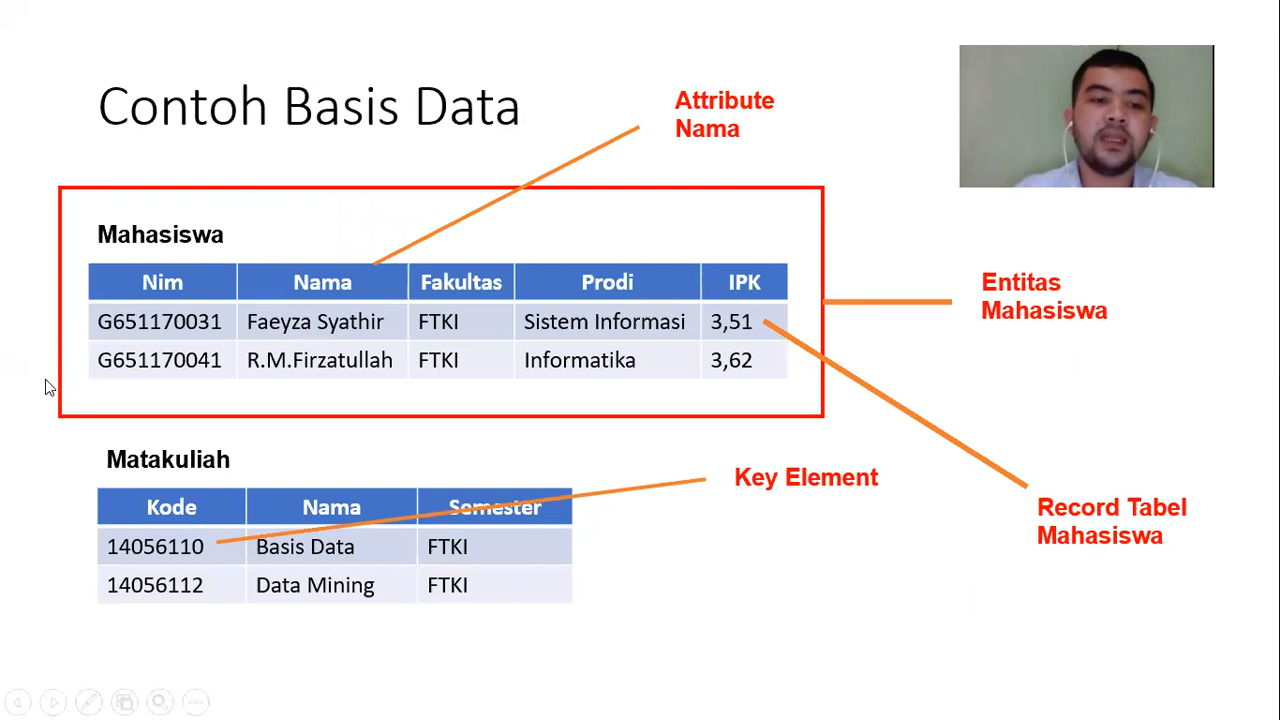 Contoh Basis Data
Attribute
Nama
Mahasiswa
Nim Nama Fakultas Prodi IPK
G651170031 Faeyza Syathir FTKI Sistem Informasi 3,51
G651170041 R.M.Firzatullah FTKI Informatika 3,62
Entitas
Mahasiswa
Matakuliah
Kode Nama Semester
14056110 Basis Data FTKI
14056112 Data Mining FTKI
Key Element
Record Tabel
Mahasiswa